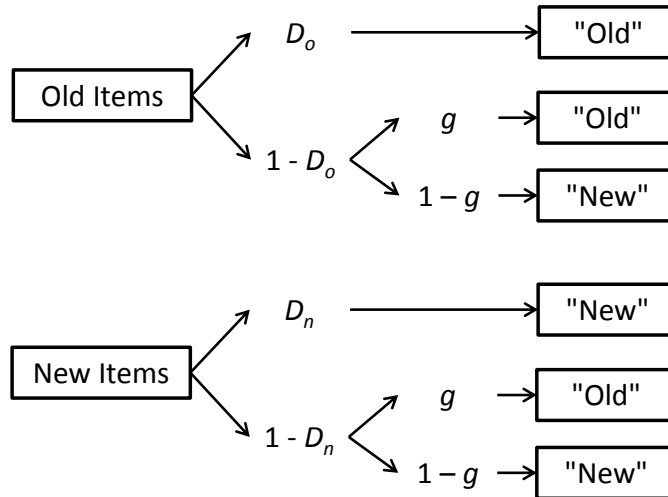 Dₒ "Old"
Old Items
g "Old"
1 - Dₒ
1 – g "New"
Dₙ "New"
New Items
g "Old"
1 - Dₙ
1 – g "New"